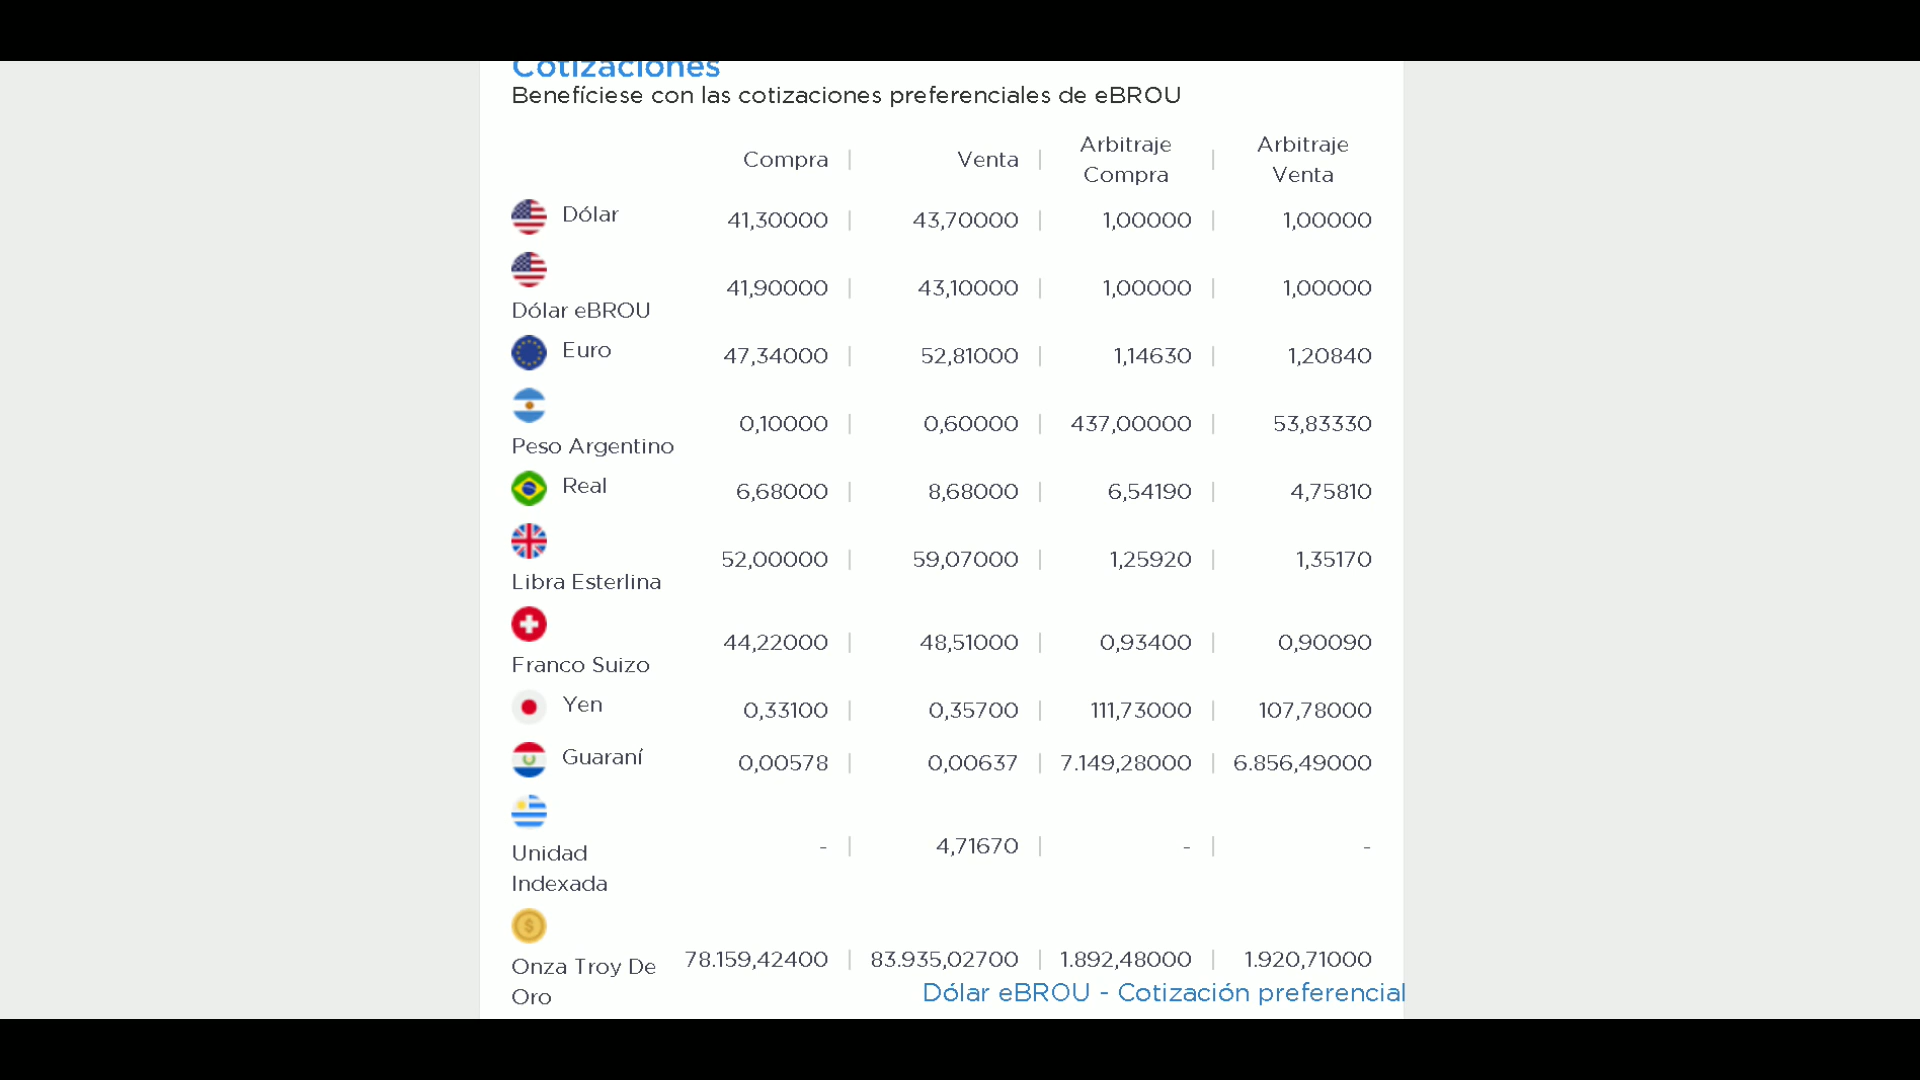 Cotizaciones
Benefíciese con las cotizaciones preferenciales de eBROU
Compra | Venta | Arbitraje Compra | Arbitraje Venta
Dólar 41,30000 | 43,70000 | 1,00000 | 1,00000
Dólar eBROU 41,90000 | 43,10000 | 1,00000 | 1,00000
Euro 47,34000 | 52,81000 | 1,14630 | 1,20840
Peso Argentino 0,10000 | 0,60000 | 437,00000 | 53,83330
Real 6,68000 | 8,68000 | 6,54190 | 4,75810
Libra Esterlina 52,00000 | 59,07000 | 1,25920 | 1,35170
Franco Suizo 44,22000 | 48,51000 | 0,93400 | 0,90090
Yen 0,33100 | 0,35700 | 111,73000 | 107,78000
Guaraní 0,00578 | 0,00637 | 7.149,28000 | 6.856,49000
Unidad Indexada - | 4,71670 | - | -
Onza Troy De Oro 78.159,42400 | 83.935,02700 | 1.892,48000 | 1.920,71000
Dólar eBROU - Cotización preferencial